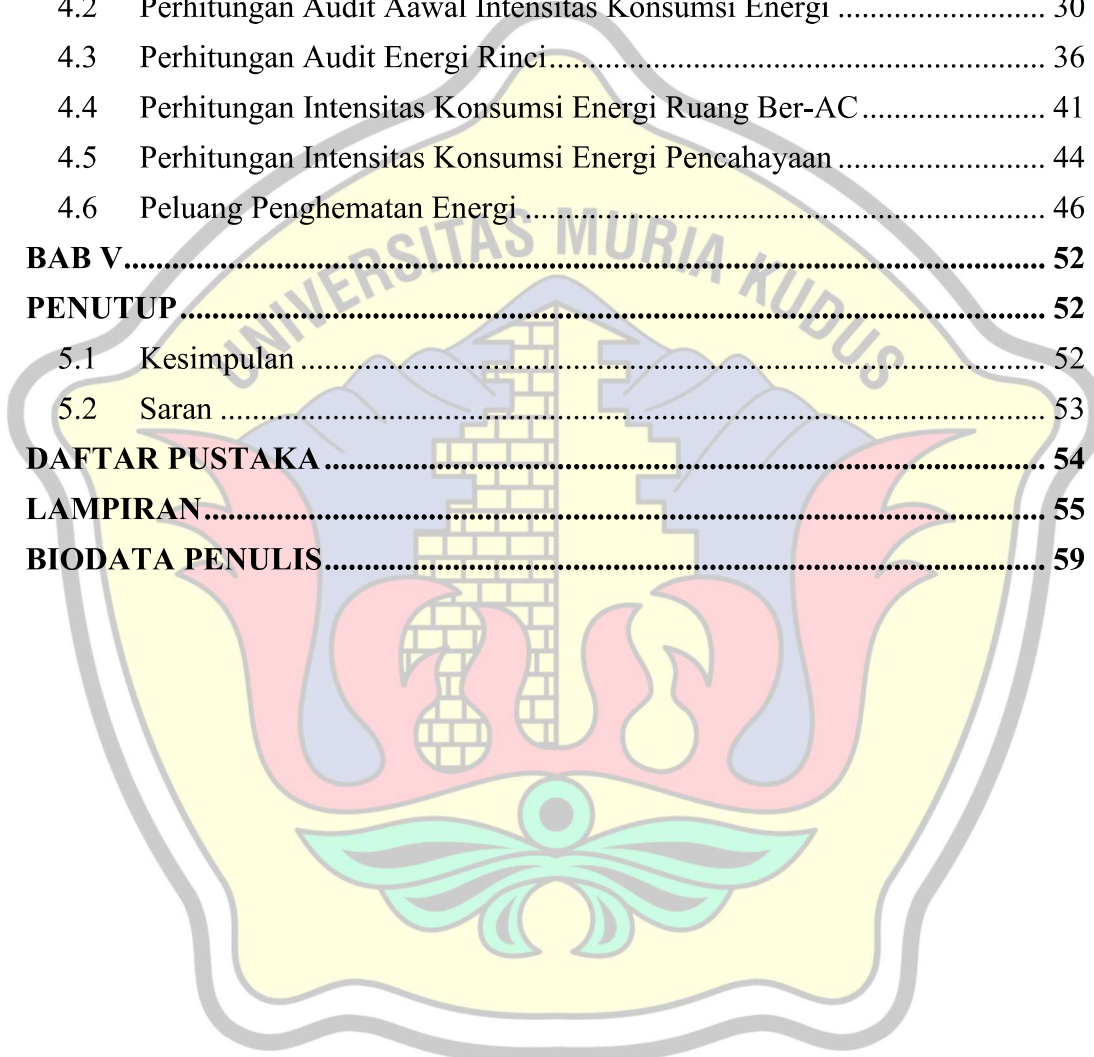 4.2 Perhitungan Audit Aawal Intensitas Konsumsi Energi ........................... 30
4.3 Perhitungan Audit Energi Rinci ................................................................ 36
4.4 Perhitungan Intensitas Konsumsi Energi Ruang Ber-AC ........................ 41
4.5 Perhitungan Intensitas Konsumsi Energi Pencahayaan ........................... 44
4.6 Peluang Penghematan Energi ................................................................... 46
BAB V .................................................................................................................. 52
PENUTUP ........................................................................................................... 52
5.1 Kesimpulan ............................................................................................... 52
5.2 Saran ......................................................................................................... 53
DAFTAR PUSTAKA .......................................................................................... 54
LAMPIRAN ........................................................................................................ 55
BIODATA PENULIS .......................................................................................... 59
UNIVERSITAS MURIA KUDUS